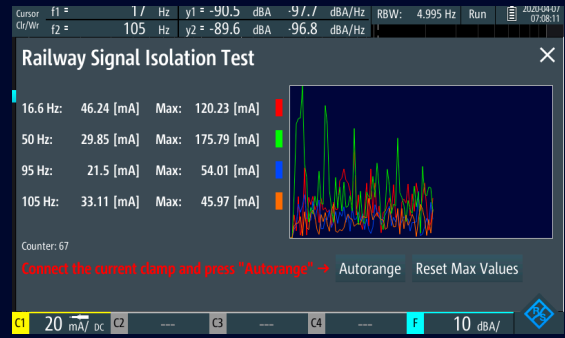 Cursor f1 = 17 Hz y1 = -90.5 dBA -97.7 dBA/Hz RBW: 4.995 Hz Run 2020-04-07
Clr/Wr f2 = 105 Hz y2 = -89.6 dBA -96.8 dBA/Hz 07:08:11
Railway Signal Isolation Test
16.6 Hz: 46.24 [mA] Max: 120.23 [mA]
50 Hz: 29.85 [mA] Max: 175.79 [mA]
95 Hz: 21.5 [mA] Max: 54.01 [mA]
105 Hz: 33.11 [mA] Max: 45.97 [mA]
Counter: 67
Connect the current clamp and press "Autorange" → Autorange Reset Max Values
C1 20 mA/ DC C2 --- C3 --- C4 --- F 10 dBA/ R&S